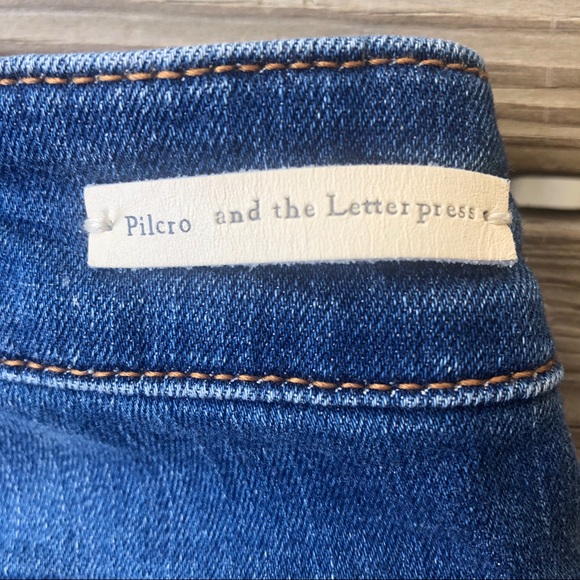 Pilcro and the Letterpress